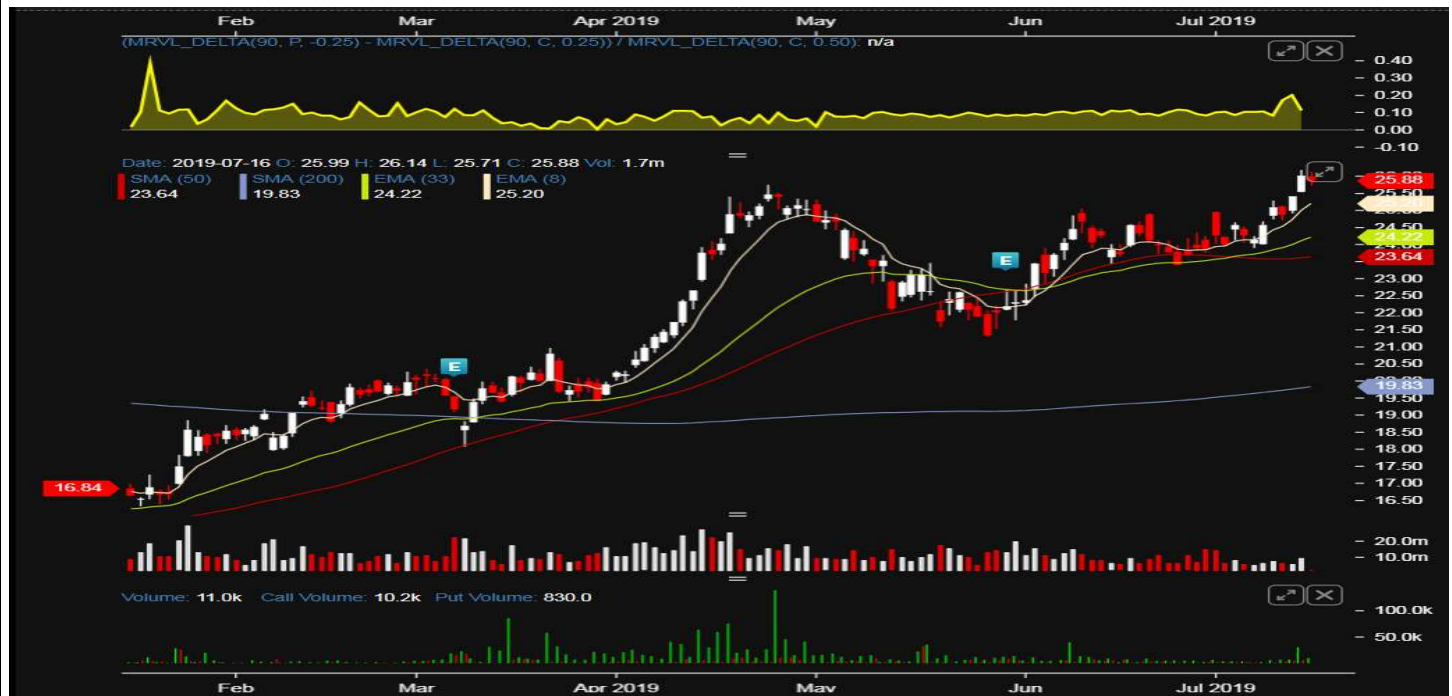 Feb Mar Apr 2019 May Jun Jul 2019
(MRVL_DELTA(90, P, -0.25) - MRVL_DELTA(90, C, 0.25)) / MRVL_DELTA(90, C, 0.50): n/a
0.40
0.30
0.20
0.10
0.00
-0.10
Date: 2019-07-16 O: 25.99 H: 26.14 L: 25.71 C: 25.88 Vol: 1.7m
SMA (50) SMA (200) EMA (33) EMA (8)
23.64 19.83 24.22 25.20
25.88
25.50
25.20
24.50
24.22
23.64
E
23.00
22.50
22.00
21.50
21.00
20.50
E
19.83
19.50
19.00
18.50
18.00
17.50
16.84
17.00
16.50
20.0m
10.0m
Volume: 11.0k Call Volume: 10.2k Put Volume: 830.0
100.0k
50.0k
Feb Mar Apr 2019 May Jun Jul 2019